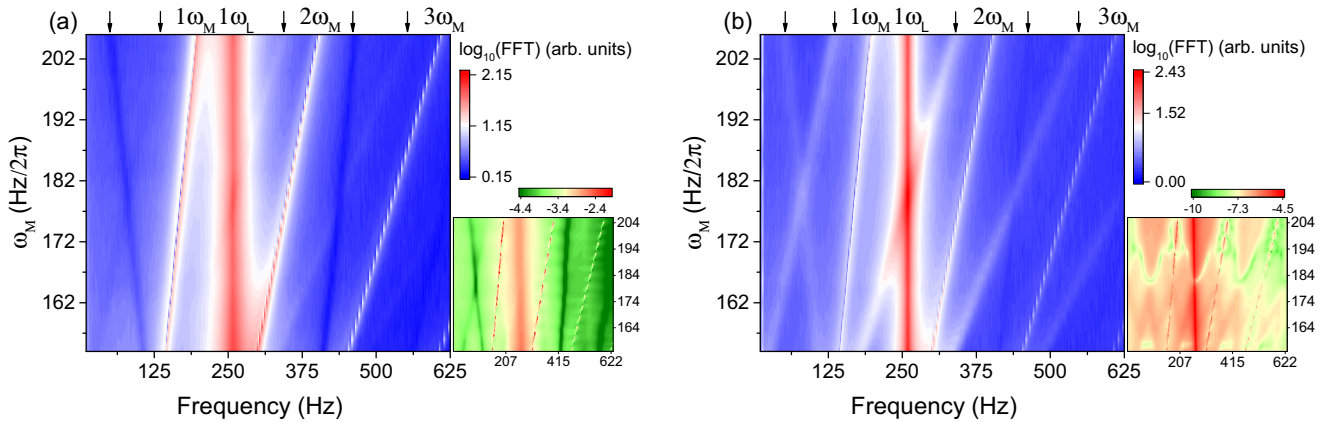 (a) 1ωM 1ωL 2ωM 3ωM
log10(FFT) (arb. units)
2.15
1.15
0.15
202
192
182
172
162
ωM (Hz/2π)
125 250 375 500 625
Frequency (Hz)
-4.4 -3.4 -2.4
204
194
184
174
164
207 415 622
(b) 1ωM 1ωL 2ωM 3ωM
log10(FFT) (arb. units)
2.43
1.52
0.00
202
192
182
172
162
ωM (Hz/2π)
125 250 375 500 625
Frequency (Hz)
-10 -7.3 -4.5
204
194
184
174
164
207 415 622